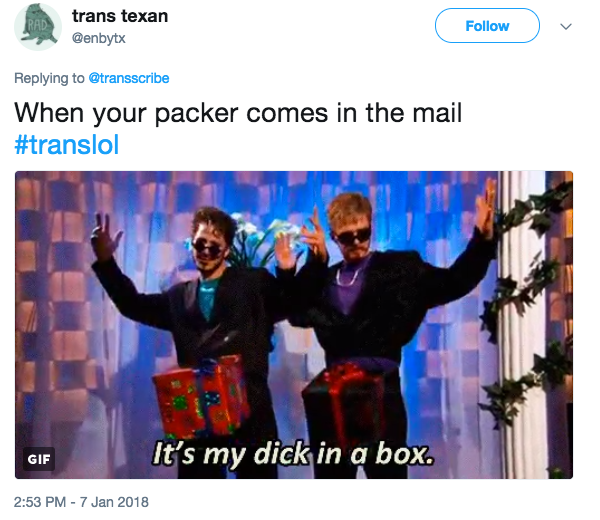 RAD
trans texan
@enbytx
Follow
Replying to @transscribe
When your packer comes in the mail
#translol
It's my dick in a box.
GIF
2:53 PM - 7 Jan 2018